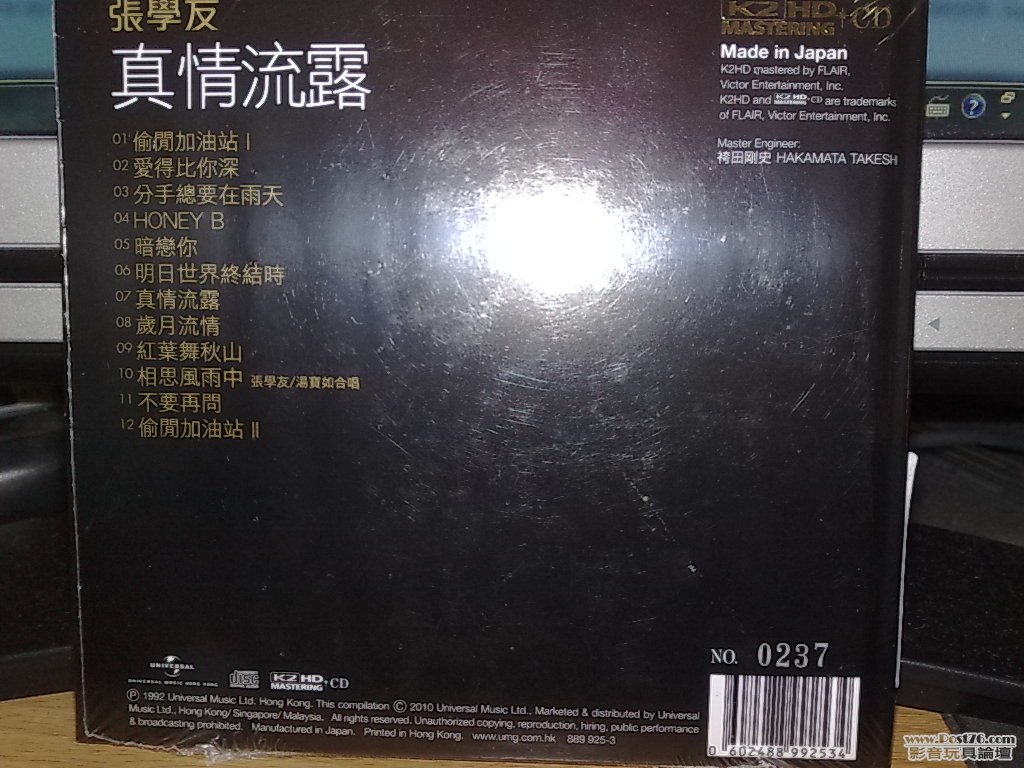 張學友
真情流露
01 偷閒加油站 I
02 愛得比你深
03 分手總要在雨天
04 HONEY B
05 暗戀你
06 明日世界終結時
07 真情流露
08 歲月流情
09 紅葉舞秋山
10 相思風雨中 張學友/湯寶如合唱
11 不要再問
12 偷閒加油站 II
K2 HD
MASTERING+CD
Made in Japan
K2HD mastered by FLAIR,
Victor Entertainment, Inc.
K2HD and K2 HD MASTERING+CD are trademarks
of FLAIR, Victor Entertainment, Inc.
Master Engineer:
袴田剛史 HAKAMATA TAKESH
UNIVERSAL
UNIVERSAL MUSIC HONG KONG
disc
K2 HD
MASTERING+CD
Ⓟ 1992 Universal Music Ltd. Hong Kong. This compilation Ⓒ 2010 Universal Music Ltd., Marketed & distributed by Universal
Music Ltd., Hong Kong/ Singapore/ Malaysia. All rights reserved. Unauthorized copying, reproduction, hiring, public performance
& broadcasting prohibited. Manufactured in Japan. Printed in Hong Kong. www.umg.com.hk 889 925-3
NO. 0237
0 602488 992534
www.Post76.com
影音玩具論壇